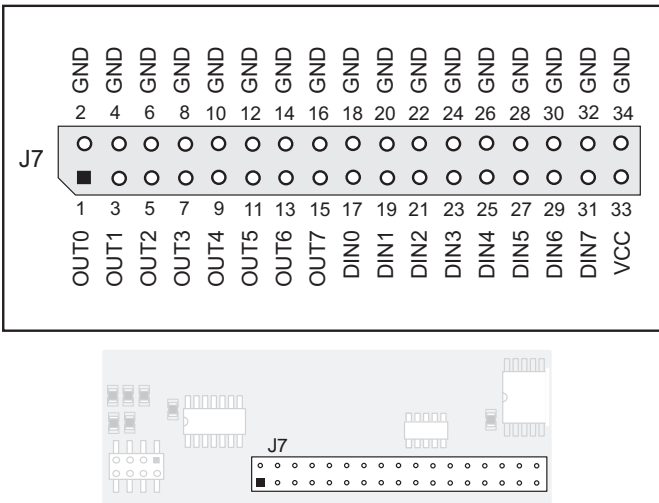 GND GND GND GND GND GND GND GND GND GND GND GND GND GND GND GND GND
2 4 6 8 10 12 14 16 18 20 22 24 26 28 30 32 34
J7
1 3 5 7 9 11 13 15 17 19 21 23 25 27 29 31 33
OUT0 OUT1 OUT2 OUT3 OUT4 OUT5 OUT6 OUT7 DIN0 DIN1 DIN2 DIN3 DIN4 DIN5 DIN6 DIN7 VCC
J7